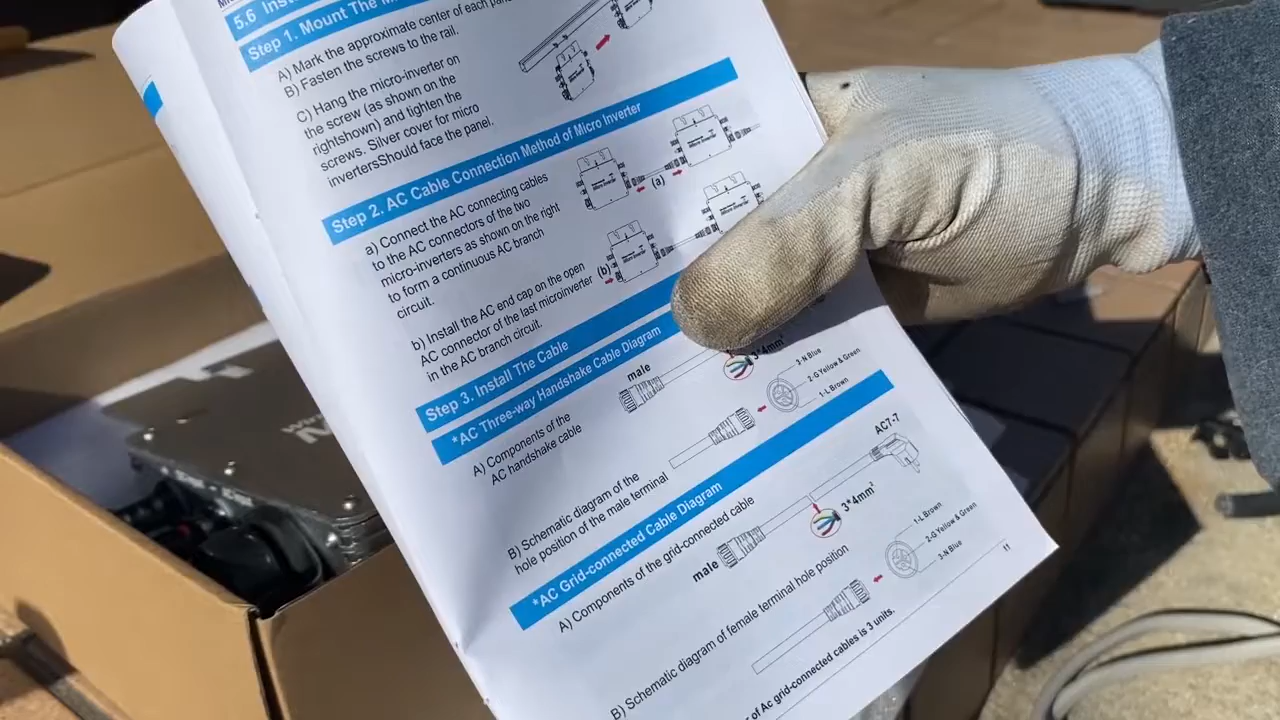 5.6
Step 1. Mount The
A) Mark the approximate center of each
B) Fasten the screws to the rail.
C) Hang the micro-inverter on
the screw (as shown on the
rightshown) and tighten the
screws. Silver cover for micro
invertersShould face the panel.
Step 2. AC Cable Connection Method of Micro Inverter
a) Connect the AC connecting cables
to the AC connectors of the two
micro-inverters as shown on the right
to form a continuous AC branch
circuit.
(a)
b) Install the AC end cap on the open
AC connector of the last microinverter
in the AC branch circuit.
(b)
Step 3. Install The Cable
*AC Three-way Handshake Cable Diagram
male
3*4mm²
A) Components of the
AC handshake cable
3-N Blue
2-G Yellow & Green
1-L Brown
B) Schematic diagram of the
hole position of the male terminal
*AC Grid-connected Cable Diagram
A) Components of the grid-connected cable
AC7-7
male
3*4mm²
B) Schematic diagram of female terminal hole position
1-L Brown
2-G Yellow & Green
3-N Blue
of Ac grid-connected cables is 3 units.
11